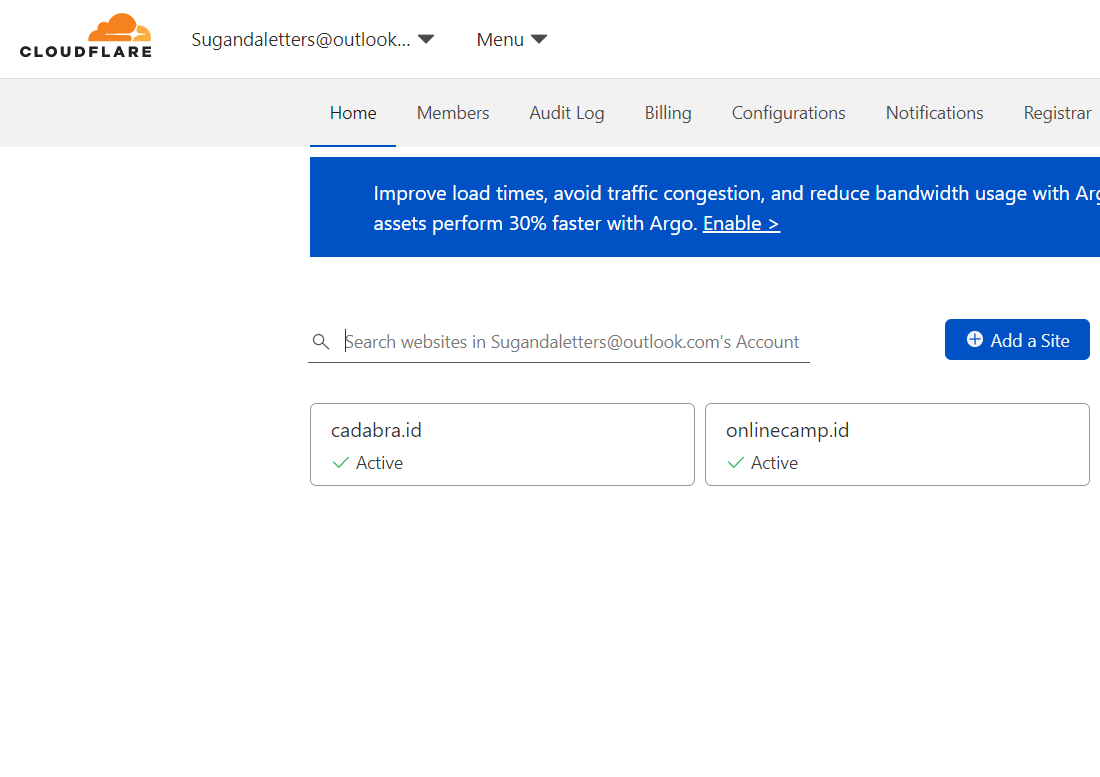 CLOUDFLARE
Sugandaletters@outlook...
Menu
Home
Members
Audit Log
Billing
Configurations
Notifications
Registrar
Improve load times, avoid traffic congestion, and reduce bandwidth usage with
assets perform 30% faster with Argo. Enable >
Search websites in Sugandaletters@outlook.com's Account
Add a Site
cadabra.id
Active
onlinecamp.id
Active